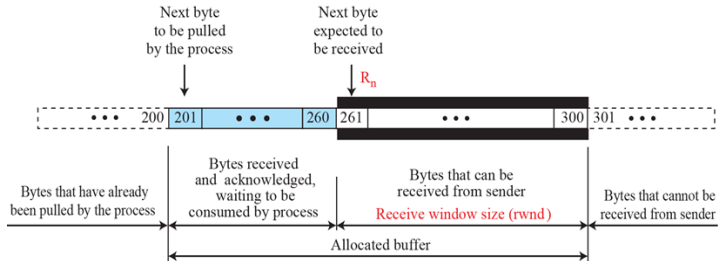 Next byte
to be pulled
by the process
Next byte
expected to
be received
Rn
••• 200 201 ••• 260 261 ••• 300 301 •••
Bytes that have already
been pulled by the process
Bytes received
and acknowledged,
waiting to be
consumed by process
Bytes that can be
received from sender
Receive window size (rwnd)
Bytes that cannot be
received from sender
Allocated buffer